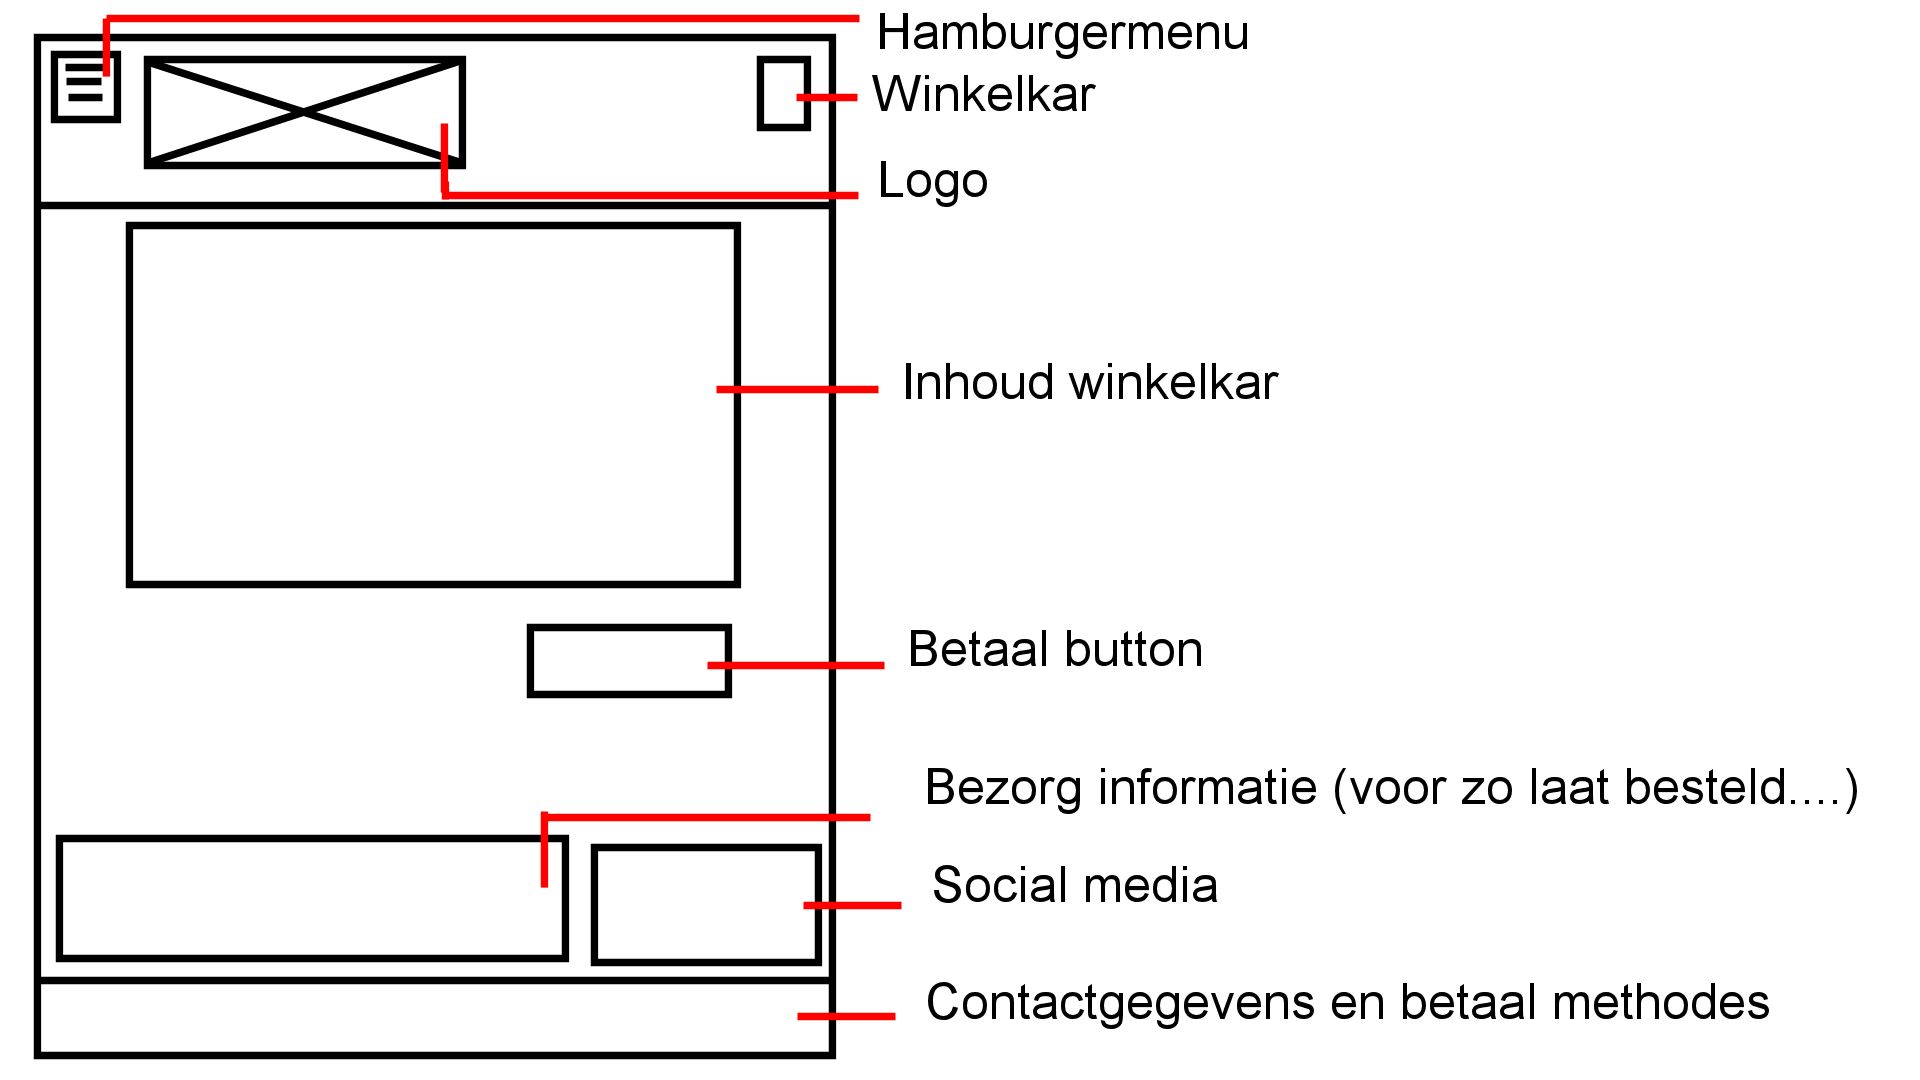 Hamburgermenu
Winkelkar
Logo
Inhoud winkelkar
Betaal button
Bezorg informatie (voor zo laat besteld....)
Social media
Contactgegevens en betaal methodes